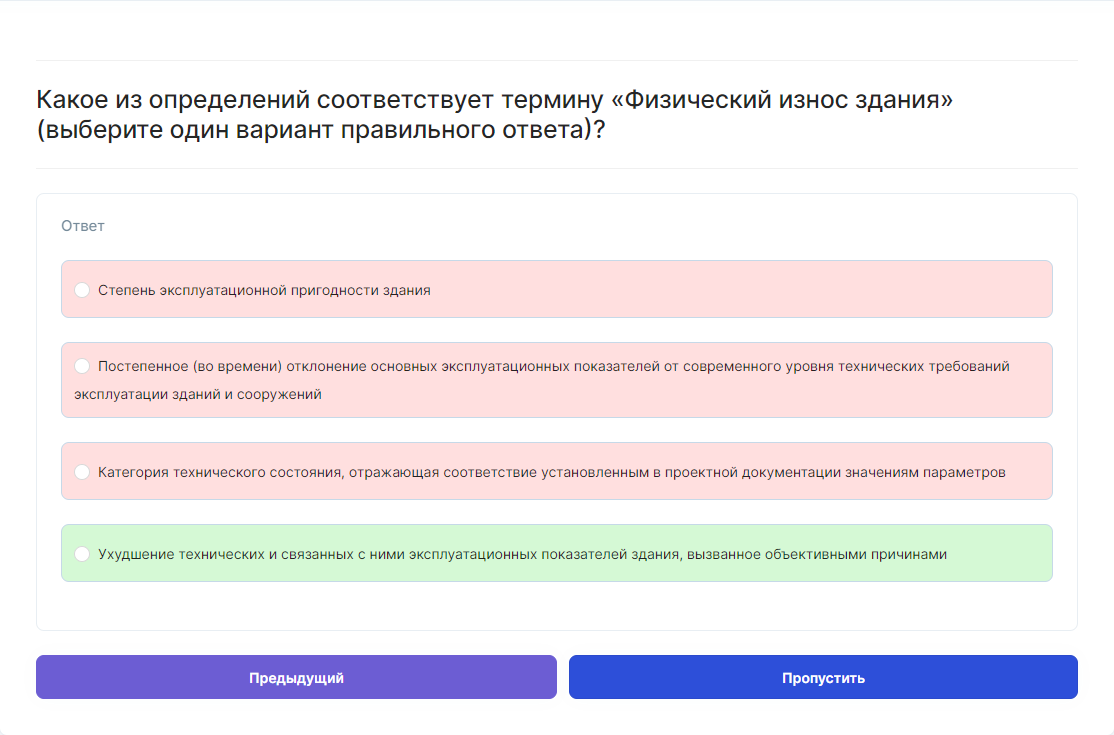 Какое из определений соответствует термину «Физический износ здания»
(выберите один вариант правильного ответа)?
Ответ
Степень эксплуатационной пригодности здания
Постепенное (во времени) отклонение основных эксплуатационных показателей от современного уровня технических требований
эксплуатации зданий и сооружений
Категория технического состояния, отражающая соответствие установленным в проектной документации значениям параметров
Ухудшение технических и связанных с ними эксплуатационных показателей здания, вызванное объективными причинами
Предыдущий
Пропустить